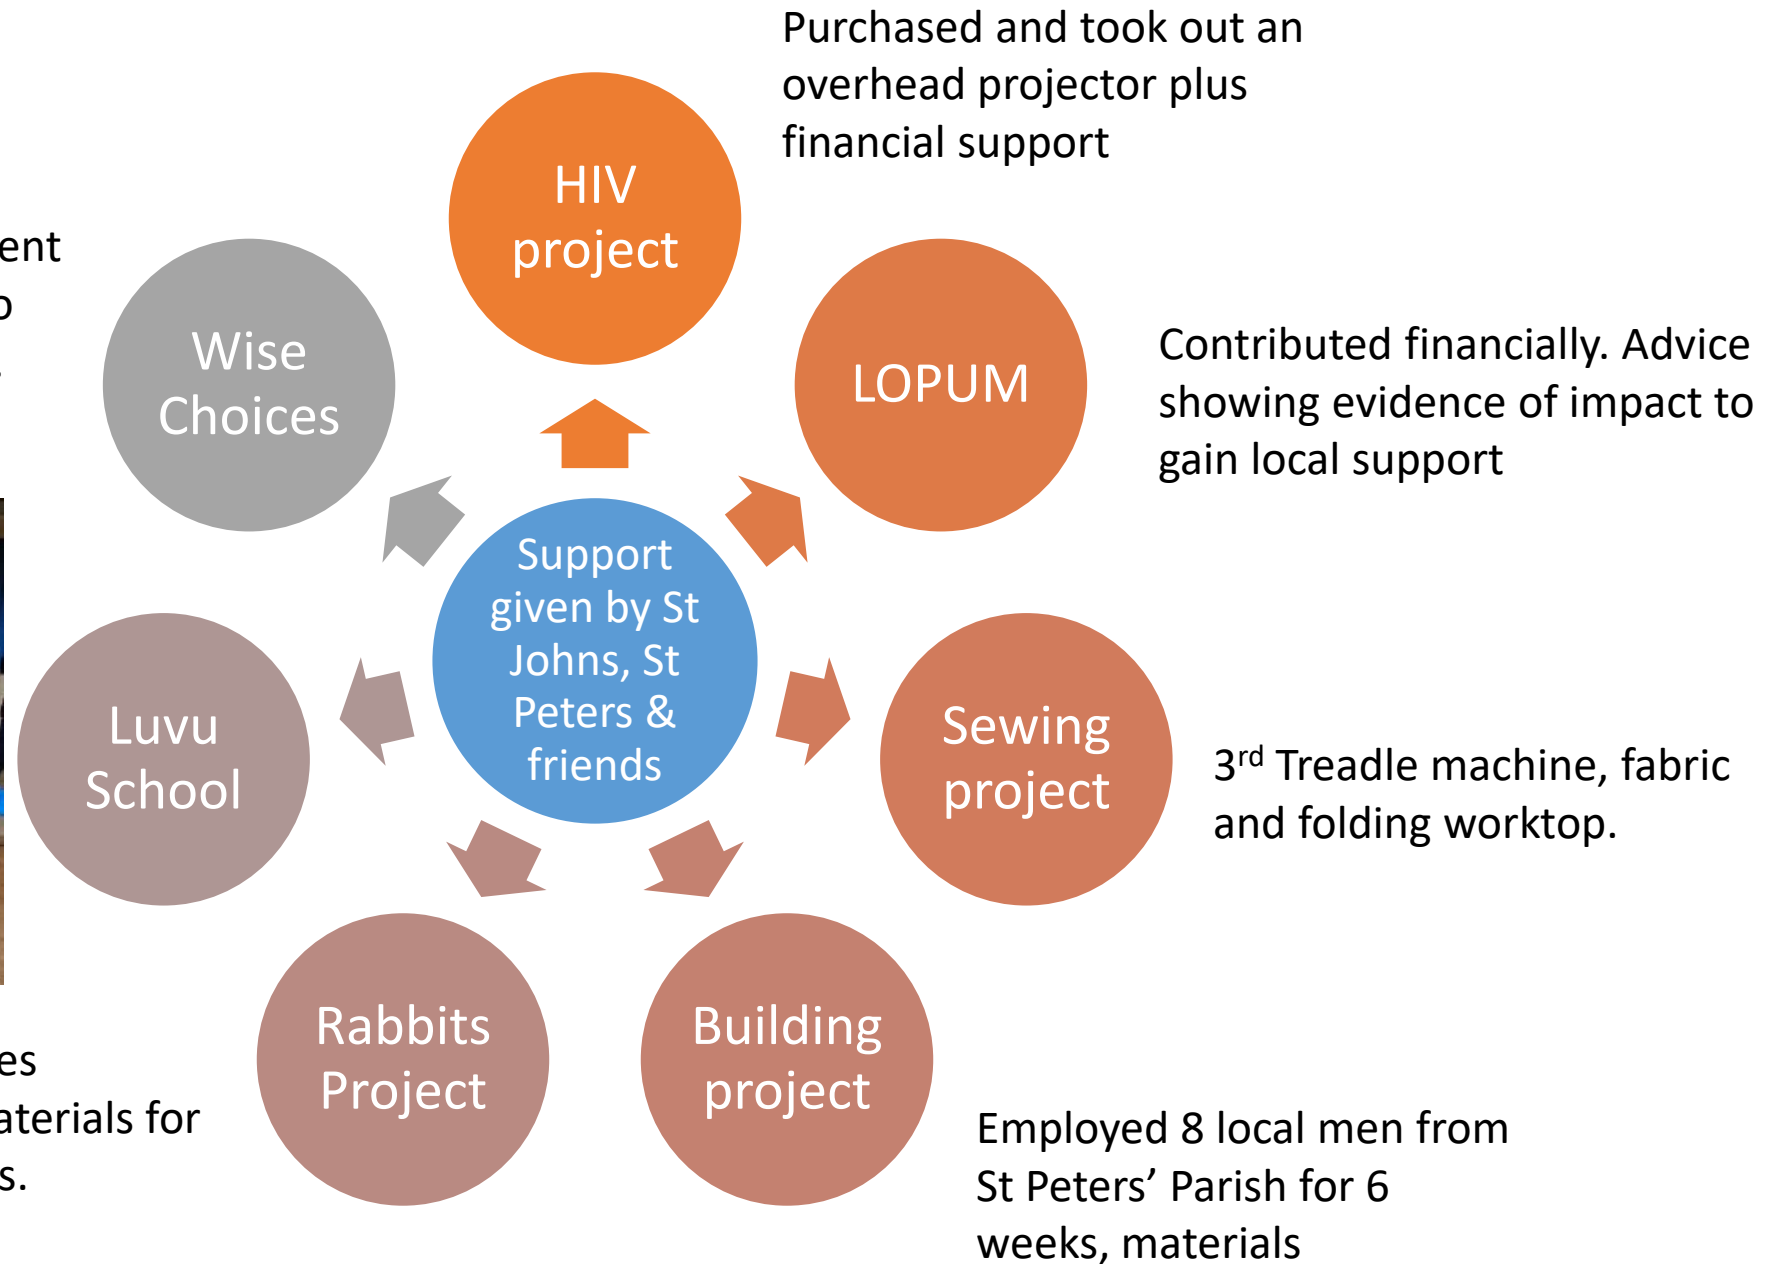 Purchased and took out an
overhead projector plus
financial support
HIV
project
Wise
Choices
LOPUM
Contributed financially. Advice
showing evidence of impact to
gain local support
Support
given by St
Johns, St
Peters &
friends
Luvu
School
Sewing
project
3rd Treadle machine, fabric
and folding worktop.
Rabbits
Project
Building
project
for
Employed 8 local men from
St Peters’ Parish for 6
weeks, materials